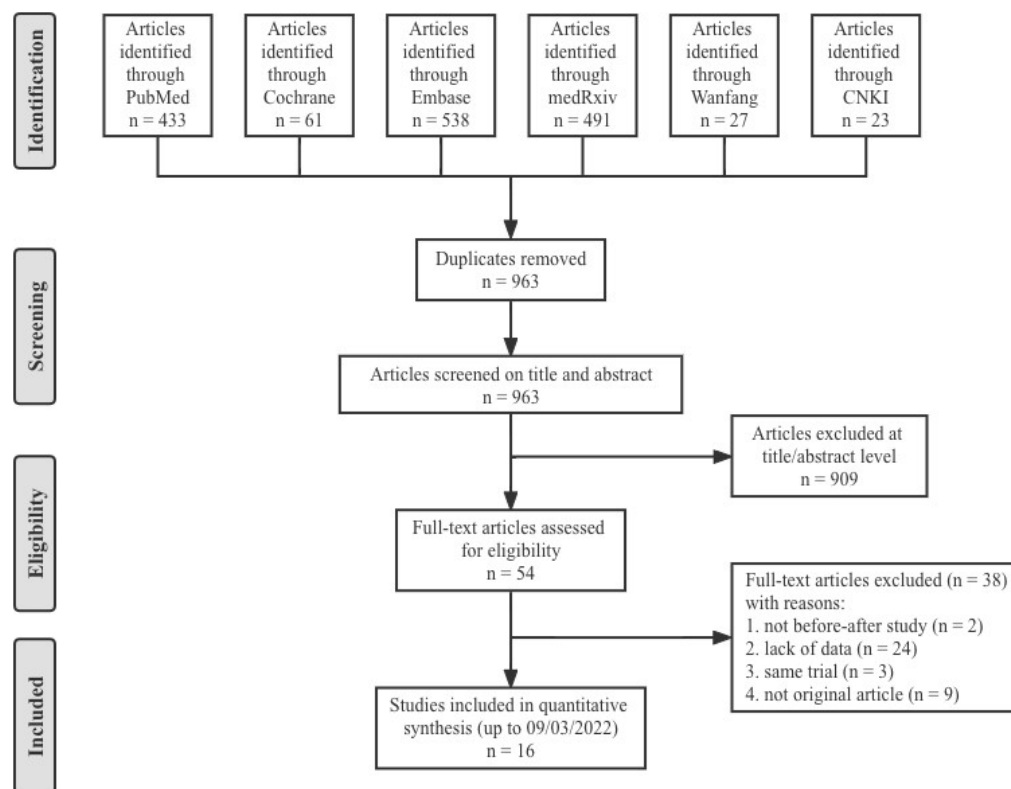 Identification
Articles
identified
through
PubMed
n = 433
Articles
identified
through
Cochrane
n = 61
Articles
identified
through
Embase
n = 538
Articles
identified
through
medRxiv
n = 491
Articles
identified
through
Wanfang
n = 27
Articles
identified
through
CNKI
n = 23
Screening
Duplicates removed
n = 963
Articles screened on title and abstract
n = 963
Articles excluded at
title/abstract level
n = 909
Eligibility
Full-text articles assessed
for eligibility
n = 54
Full-text articles excluded (n = 38)
with reasons:
1. not before-after study (n = 2)
2. lack of data (n = 24)
3. same trial (n = 3)
4. not original article (n = 9)
Included
Studies included in quantitative
synthesis (up to 09/03/2022)
n = 16